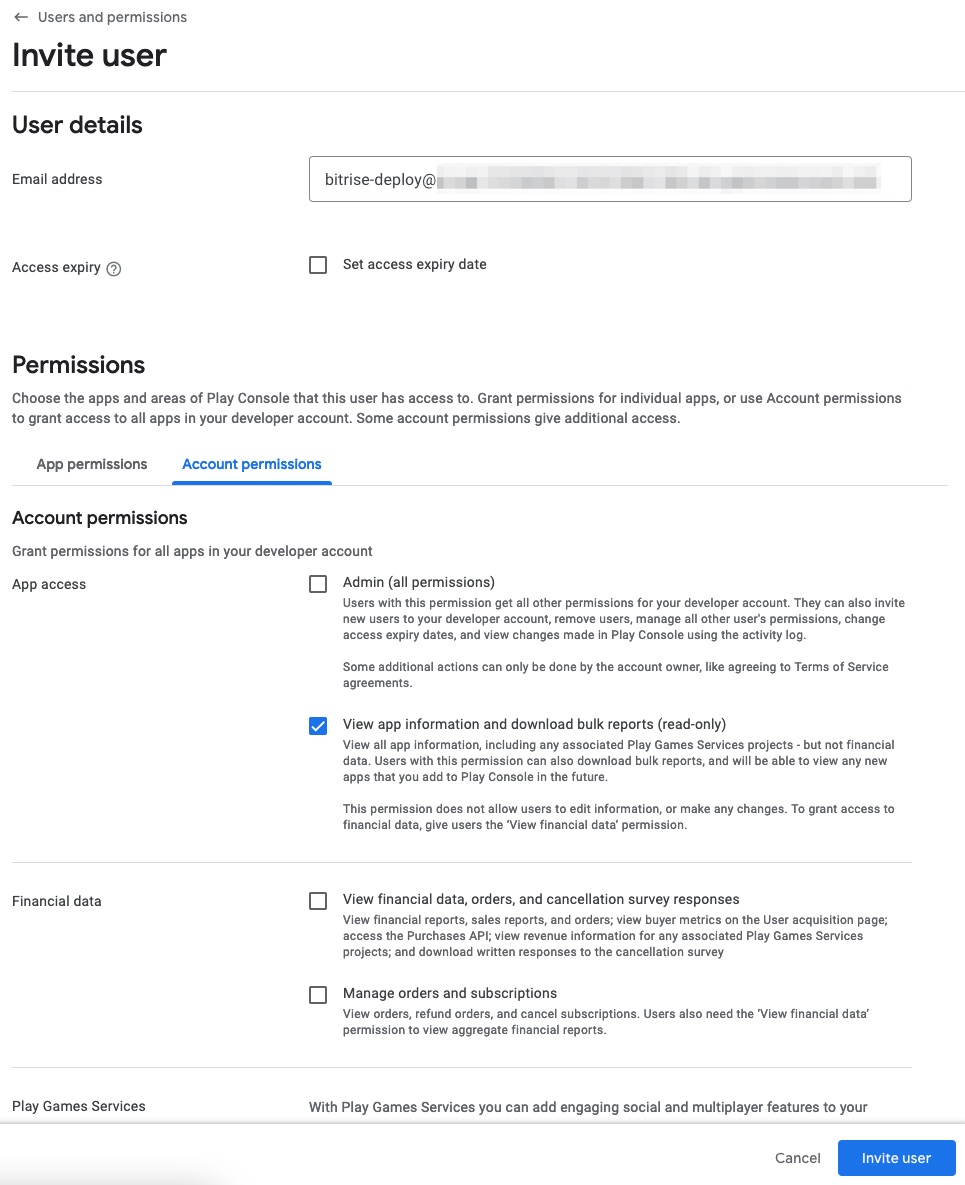 Users and permissions
Invite user
User details
Email address
bitrise-deploy@
Access expiry
Set access expiry date
Permissions
Choose the apps and areas of Play Console that this user has access to. Grant permissions for individual apps, or use Account permissions
to grant access to all apps in your developer account. Some account permissions give additional access.
App permissions Account permissions
Account permissions
Grant permissions for all apps in your developer account
App access
Admin (all permissions)
Users with this permission get all other permissions for your developer account. They can also invite
new users to your developer account, remove users, manage all other user's permissions, change
access expiry dates, and view changes made in Play Console using the activity log.
Some additional actions can only be done by the account owner, like agreeing to Terms of Service
agreements.
View app information and download bulk reports (read-only)
View all app information, including any associated Play Games Services projects - but not financial
data. Users with this permission can also download bulk reports, and will be able to view any new
apps that you add to Play Console in the future.
This permission does not allow users to edit information, or make any changes. To grant access to
financial data, give users the ‘View financial data’ permission.
Financial data
View financial data, orders, and cancellation survey responses
View financial reports, sales reports, and orders; view buyer metrics on the User acquisition page;
access the Purchases API; view revenue information for any associated Play Games Services
projects; and download written responses to the cancellation survey
Manage orders and subscriptions
View orders, refund orders, and cancel subscriptions. Users also need the ‘View financial data’
permission to view aggregate financial reports.
Play Games Services
With Play Games Services you can add engaging social and multiplayer features to your
Cancel
Invite user